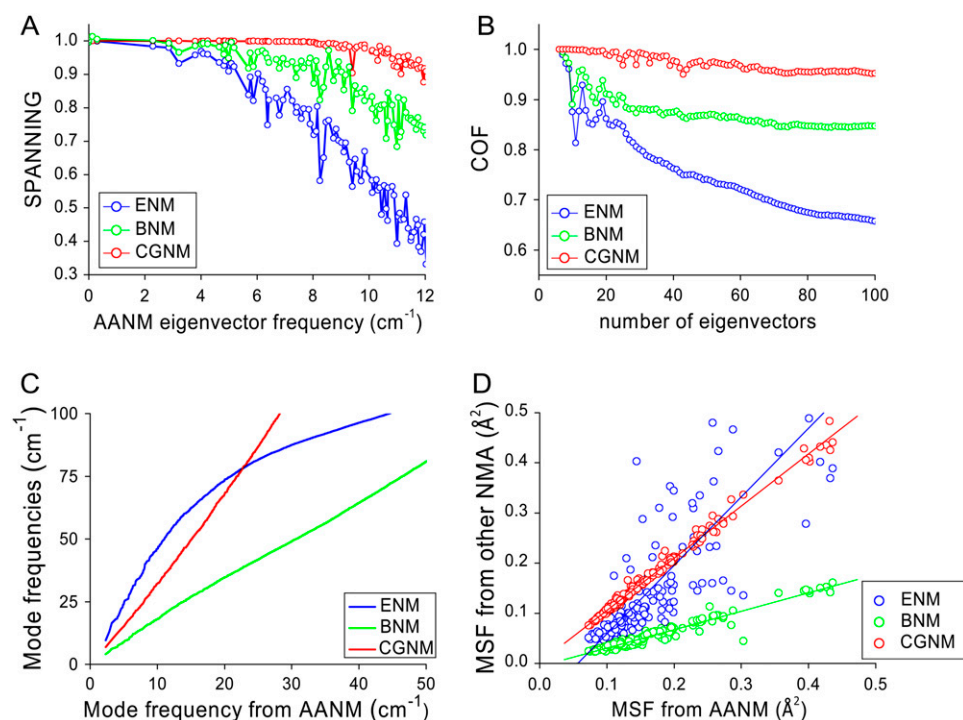 A
SPANNING
1.0
0.9
0.8
0.7
0.6
0.5
0.4
0.3
ENM
BNM
CGNM
0 2 4 6 8 10 12
AANM eigenvector frequency (cm⁻¹)
B
COF
1.0
0.9
0.8
0.7
0.6
ENM
BNM
CGNM
0 20 40 60 80 100
number of eigenvectors
C
Mode frequencies (cm⁻¹)
100
75
50
25
0
ENM
BNM
CGNM
0 10 20 30 40 50
Mode frequency from AANM (cm⁻¹)
D
MSF from other NMA (Å²)
0.5
0.4
0.3
0.2
0.1
0.0
ENM
BNM
CGNM
0.0 0.1 0.2 0.3 0.4 0.5
MSF from AANM (Å²)